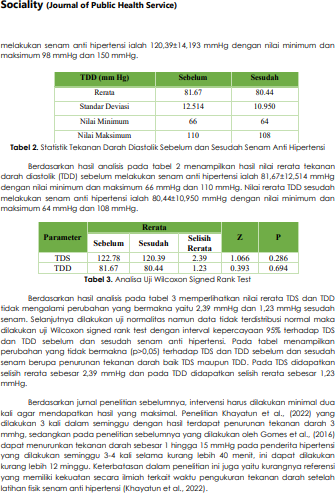 Sociality (Journal of Public Health Service)
melakukan senam anti hipertensi ialah 120,39±14,193 mmHg dengan nilai minimum dan
maksimum 98 mmHg dan 150 mmHg.
TDD (mm Hg) Sebelum Sesudah
Rerata 81.67 80.44
Standar Deviasi 12.514 10.950
Nilai Minimum 66 64
Nilai Maksimum 110 108
Tabel 2. Statistik Tekanan Darah Diastolik Sebelum dan Sesudah Senam Anti Hipertensi
Berdasarkan hasil analisis pada tabel 2 menampilkan hasil nilai rerata tekanan
darah diastolik (TDD) sebelum melakukan senam anti hipertensi ialah 81,67±12,514 mmHg
dengan nilai minimum dan maksimum 66 mmHg dan 110 mmHg. Nilai rerata TDD sesudah
melakukan senam anti hipertensi ialah 80,44±10,950 mmHg dengan nilai minimum dan
maksimum 64 mmHg dan 108 mmHg.
Parameter Rerata Z P
Sebelum Sesudah Selisih Rerata
TDS 122.78 120.39 2.39 1.066 0.286
TDD 81.67 80.44 1.23 0.393 0.694
Tabel 3. Analisa Uji Wilcoxon Signed Rank Test
Berdasarkan hasil analisis pada tabel 3 memperlihatkan nilai rerata TDS dan TDD
tidak mengalami perubahan yang bermakna yaitu 2,39 mmHg dan 1,23 mmHg sesudah
senam. Selanjutnya dilakukan uji normalitas namun data tidak terdistribusi normal maka
dilakukan uji Wilcoxon signed rank test dengan interval kepercayaan 95% terhadap TDS
dan TDD sebelum dan sesudah senam anti hipertensi. Pada tabel menampilkan
perubahan yang tidak bermakna (p>0,05) terhadap TDS dan TDD sebelum dan sesudah
senam berupa penurunan tekanan darah baik TDS maupun TDD. Pada TDS didapatkan
selisih rerata sebesar 2,39 mmHg dan pada TDD didapatkan selisih rerata sebesar 1,23
mmHg.
Berdasarkan jurnal penelitian sebelumnya, intervensi harus dilakukan minimal dua
kali agar mendapatkan hasil yang maksimal. Penelitian Khayatun et al., (2022) yang
dilakukan 3 kali dalam seminggu dengan hasil terdapat penurunan tekanan darah 3
mmhg, sedangkan pada penelitian sebelumnya yang dilakukan oleh Gomes et al., (2016)
dapat menurunkan tekanan darah sebesar 1 hingga 15 mmHg pada penderita hipertensi
yang dilakukan seminggu 3-4 kali selama kurang lebih 40 menit, ini dapat dilakukan
kurang lebih 12 minggu. Keterbatasan dalam penelitian ini juga yaitu kurangnya referensi
yang memiliki kekuatan secara ilmiah terkait waktu pengukuran tekanan darah setelah
latihan fisik senam anti hipertensi (Khayatun et al., 2022).